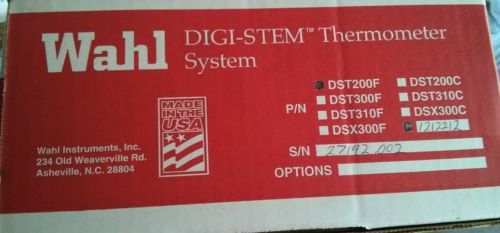 Wahl
DIGI-STEM™ Thermometer
System
P/N
DST200F DST200C
DST300F DST310C
DST310F DSX300C
DSX300F 1212212
S/N 27192.002
OPTIONS
MADE
IN THE
USA
Wahl Instruments, Inc.
234 Old Weaverville Rd.
Asheville, N.C. 28804